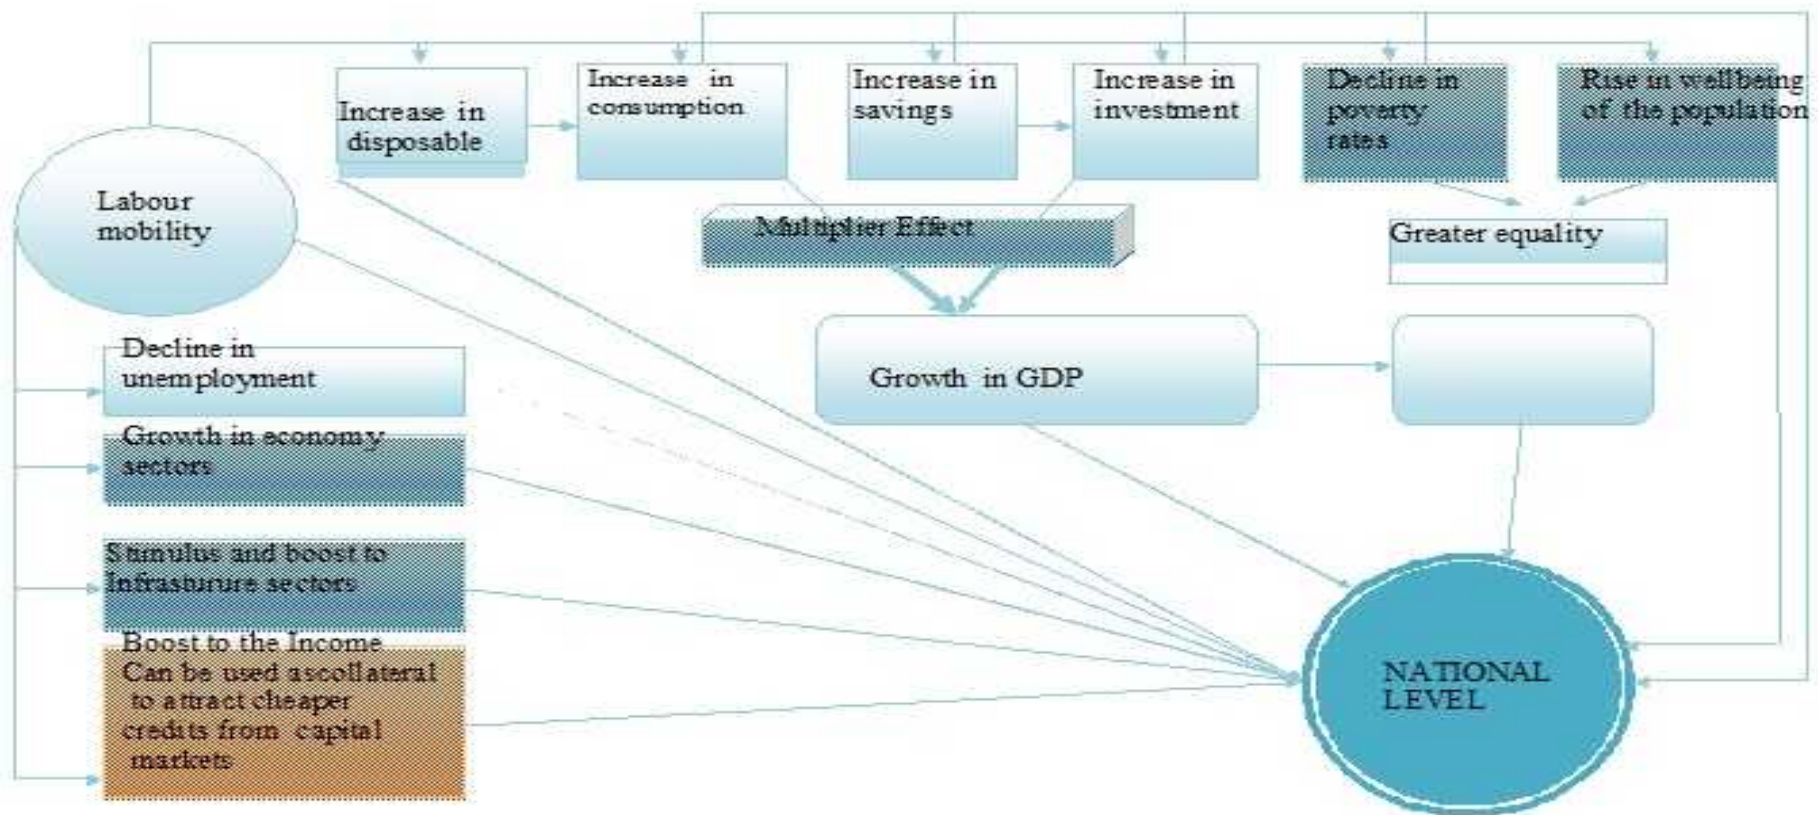 Increase in
disposable
Increase in
consumption
Increase in
savings
Increase in
investment
Decline in
poverty
rates
Rise in wellbeing
of the population
Labour
mobility
Multiplier Effect
Greater equality
Decline in
unemployment
Growth in GDP
Growth in economy
sectors
Stimulus and boost to
Infrasturure sectors
Boost to the Income
Can be used ascollateral
to attract cheaper
credits from capital
markets
NATIONAL
LEVEL